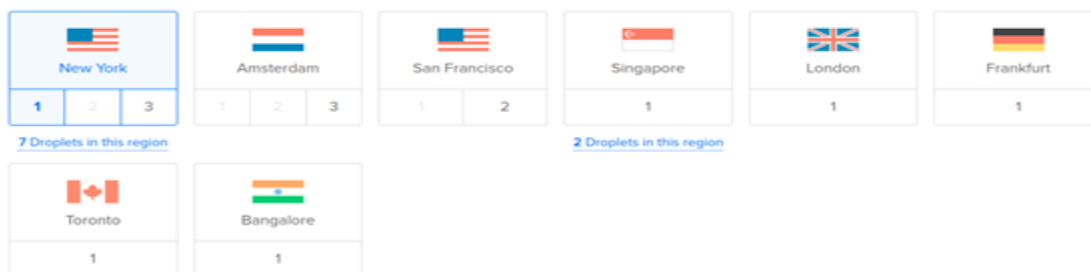 New York Amsterdam San Francisco Singapore London Frankfurt
1 2 3 1 2 3 1 2 1 1 1
7 Droplets in this region 2 Droplets in this region
Toronto Bangalore
1 1